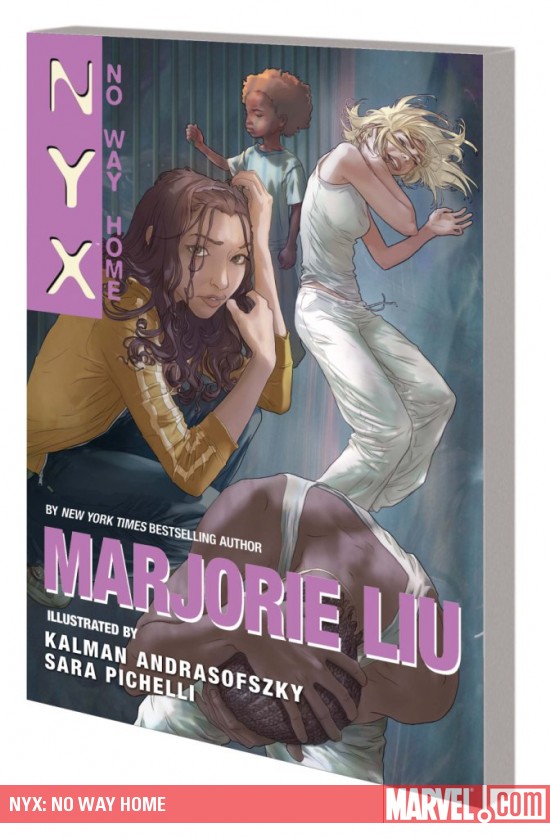 NYX
NO WAY HOME
BY NEW YORK TIMES BESTSELLING AUTHOR
MARJORIE LIU
ILLUSTRATED BY
KALMAN ANDRASOFSZKY
SARA PICHELLI
NYX: NO WAY HOME
MARVEL.COM